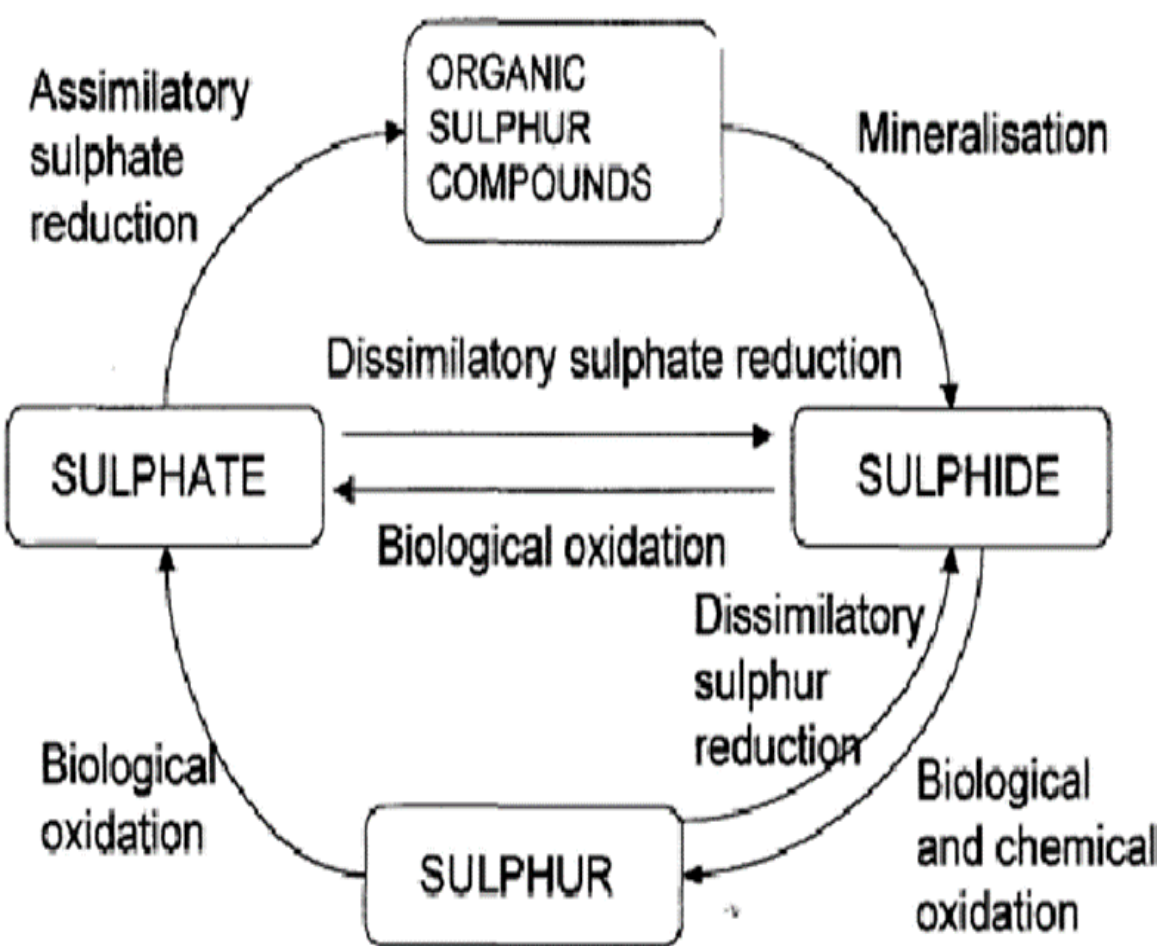 Assimilatory
sulphate
reduction
ORGANIC
SULPHUR
COMPOUNDS
Mineralisation
Dissimilatory sulphate reduction
SULPHATE
SULPHIDE
Biological oxidation
Dissimilatory
sulphur
reduction
Biological
oxidation
Biological
and chemical
oxidation
SULPHUR